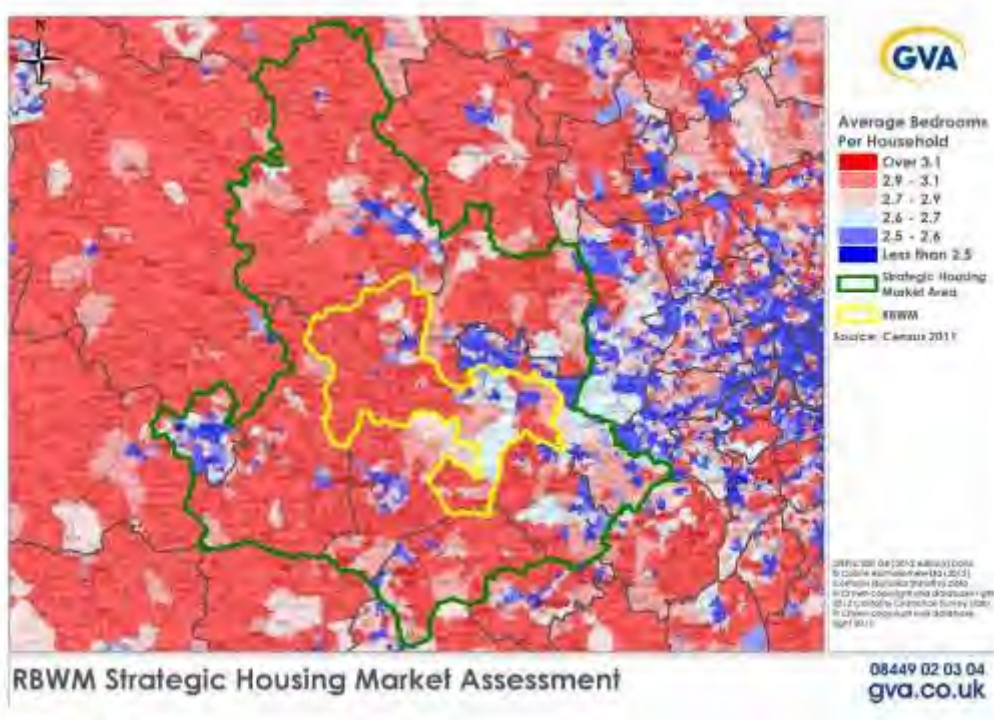 N
GVA
Average Bedrooms
Per Household
Over 3.1
2.9 - 3.1
2.7 - 2.9
2.6 - 2.7
2.5 - 2.6
Less than 2.5
Strategic Housing
Market Area
RBWM
Source: Census 2011
RBWM Strategic Housing Market Assessment
08449 02 03 04
gva.co.uk